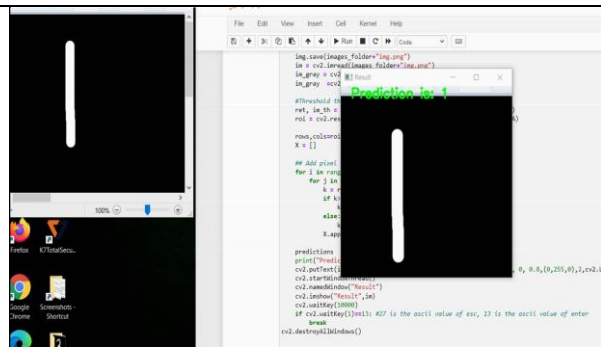 File Edit View Insert Cell Kernel Help
Run
Code
img.save(images_folder+"img.png")
im = cv2.imread(images_folder+"img.png")
im_gray = cv2
im_gray =cv2
#Threshold th
ret, im_th =
roi = cv2.res
rows,cols=roi
X = []
## Add pixel
for i in rang
for j in
k = r
if k>
k
else:
k
X.app
predictions
print("Predic
cv2.putText(i
, 0, 0.8,(0,255,0),2,cv2.L
cv2.startWindowThread()
cv2.namedWindow("Result")
cv2.imshow("Result",im)
cv2.waitKey(10000)
if cv2.waitKey(1)==13: #27 is the ascii value of esc, 13 is the ascii value of enter
break
cv2.destroyAllWindows()
Result
Prediction is: 1
100%
Firefox
K7TotalSecu...
Google Chrome
Screenshots - Shortcut